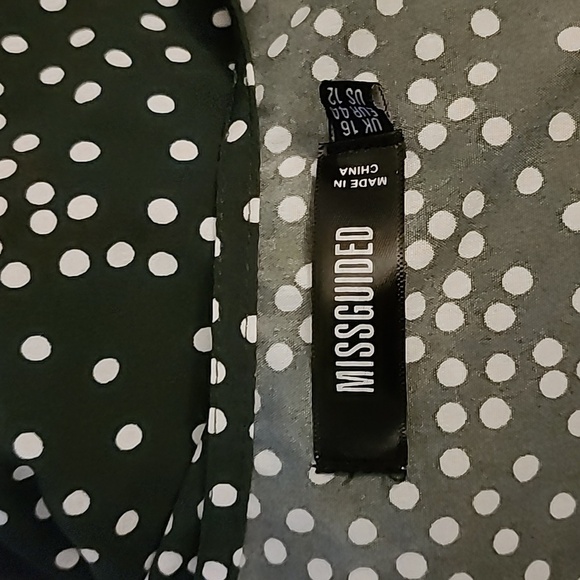 MISSGUIDED
MADE IN
CHINA
UK 16
EUR 44
US 12